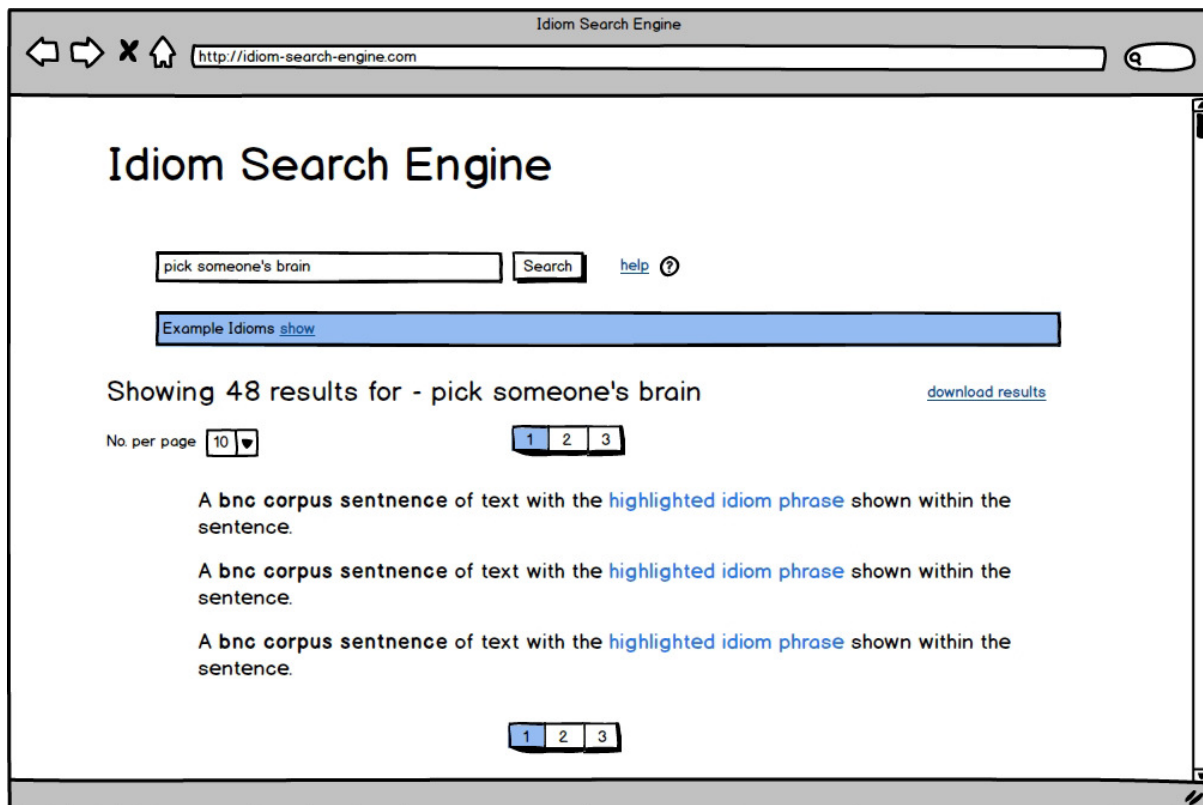 Idiom Search Engine
http://idiom-search-engine.com
Idiom Search Engine
pick someone's brain Search help ?
Example Idioms show
Showing 48 results for - pick someone's brain download results
No. per page 10 1 2 3
A bnc corpus sentnence of text with the highlighted idiom phrase shown within the
sentence.
A bnc corpus sentnence of text with the highlighted idiom phrase shown within the
sentence.
A bnc corpus sentnence of text with the highlighted idiom phrase shown within the
sentence.
1 2 3